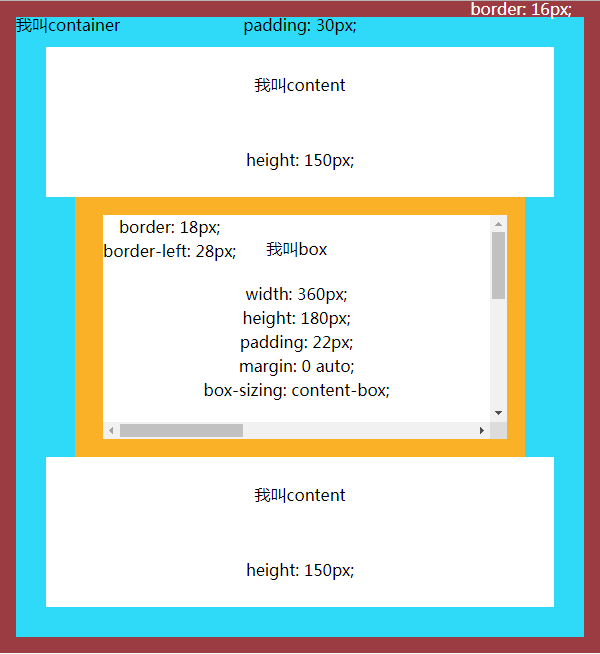 border: 16px;
我叫container padding: 30px;
我叫content
height: 150px;
border: 18px;
border-left: 28px;
我叫box
width: 360px;
height: 180px;
padding: 22px;
margin: 0 auto;
box-sizing: content-box;
我叫content
height: 150px;